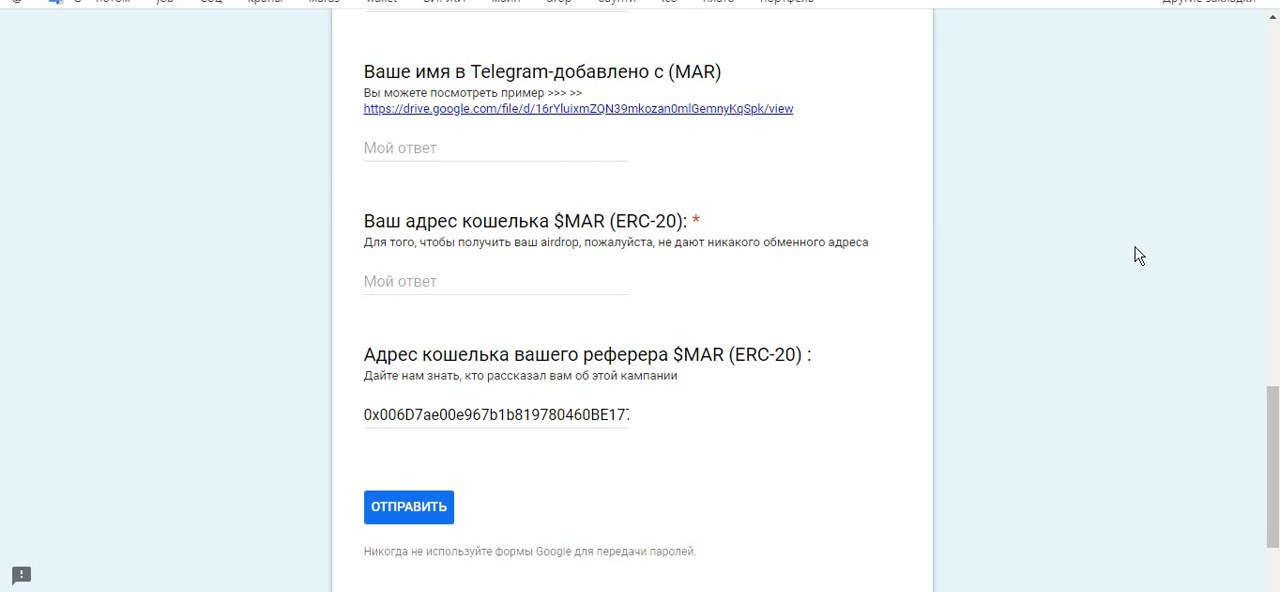 Ваше имя в Telegram-добавлено с (MAR)
Вы можете посмотреть пример >>> >>
https://drive.google.com/file/d/16rYluixmZQN39mkozan0mlGemnyKqSpk/view
Мой ответ
Ваш адрес кошелька $MAR (ERC-20): *
Для того, чтобы получить ваш airdrop, пожалуйста, не дают никакого обменного адреса
Мой ответ
Адрес кошелька вашего реферера $MAR (ERC-20) :
Дайте нам знать, кто рассказал вам об этой кампании
0x006D7ae00e967b1b819780460BE177
ОТПРАВИТЬ
Никогда не используйте формы Google для передачи паролей.